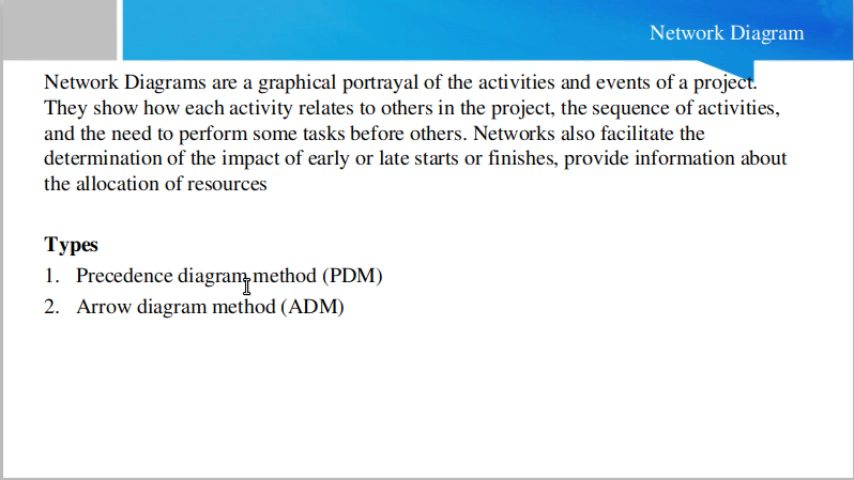 Network Diagram
Network Diagrams are a graphical portrayal of the activities and events of a project.
They show how each activity relates to others in the project, the sequence of activities,
and the need to perform some tasks before others. Networks also facilitate the
determination of the impact of early or late starts or finishes, provide information about
the allocation of resources
Types
1. Precedence diagram method (PDM)
2. Arrow diagram method (ADM)